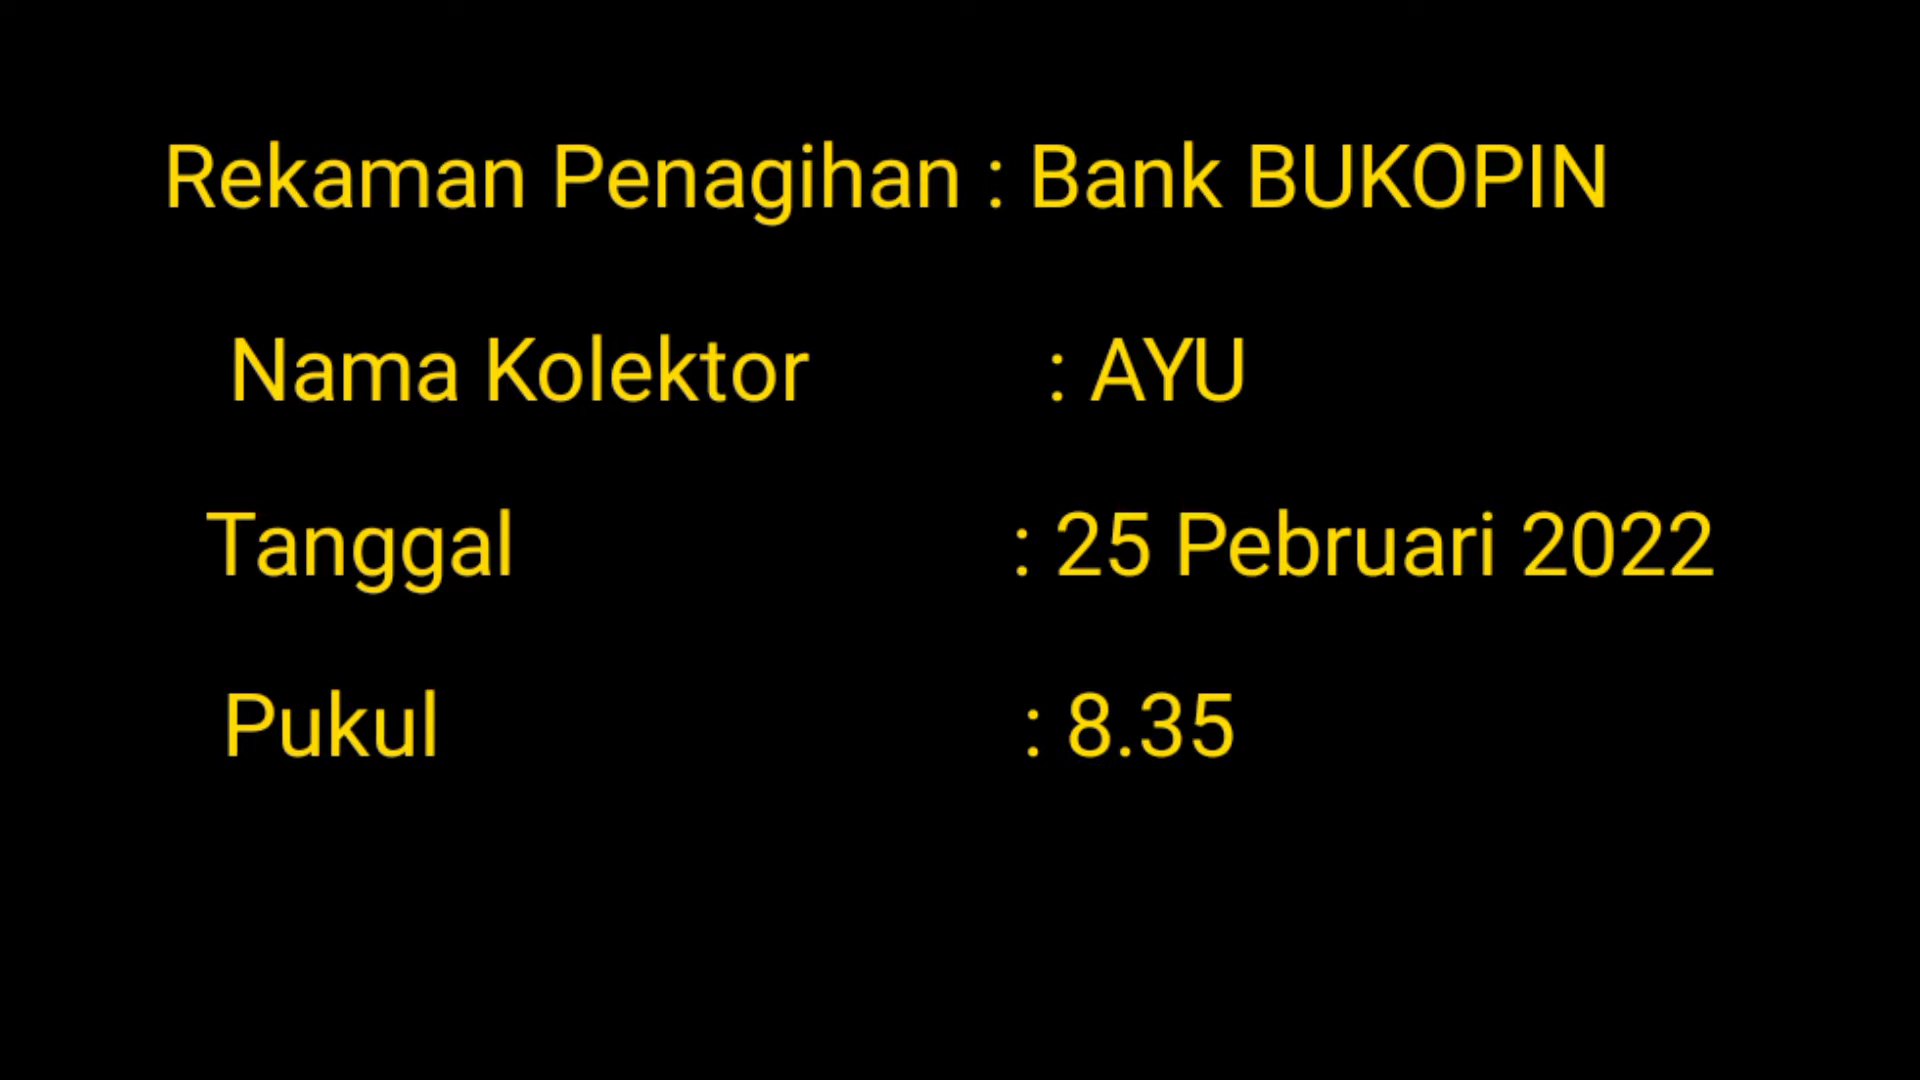 Rekaman Penagihan : Bank BUKOPIN
Nama Kolektor : AYU
Tanggal : 25 Pebruari 2022
Pukul : 8.35